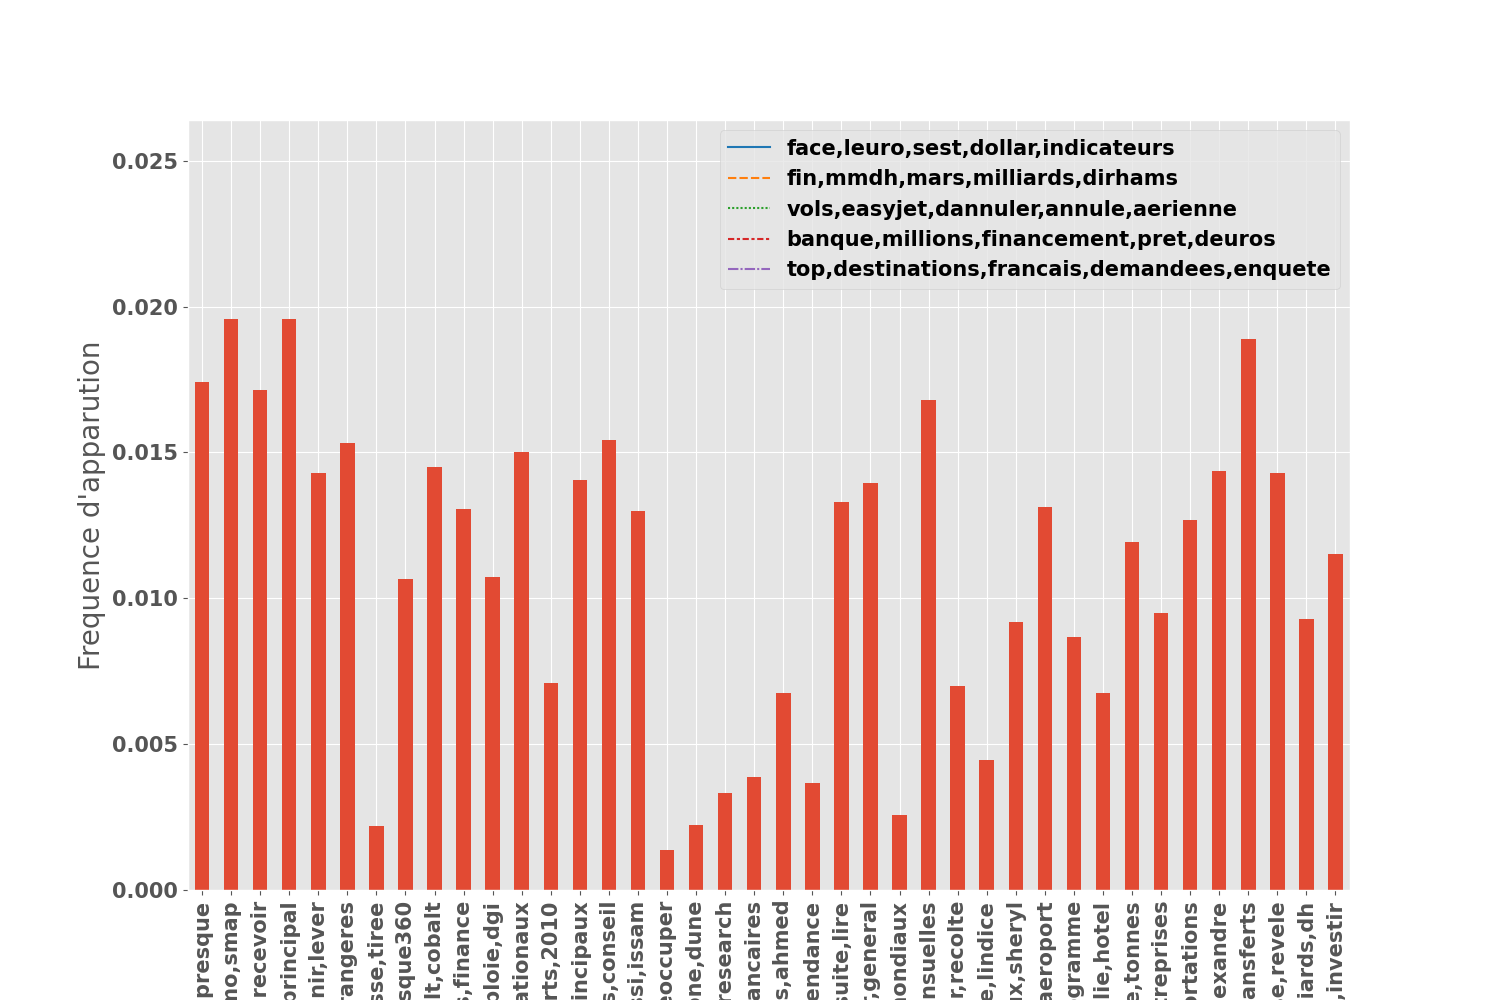 face,leuro,sest,dollar,indicateurs
fin,mmdh,mars,milliards,dirhams
vols,easyjet,dannuler,annule,aerienne
banque,millions,financement,pret,deuros
top,destinations,francais,demandees,enquete
Frequence d'apparution
0.025
0.020
0.015
0.010
0.005
0.000
presque
mo,smap
recevoir
principal
nir,lever
rangeres
sse,tiree
sque360
lt,cobalt
s,finance
ploie,dgi
ationaux
rts,2010
incipaux
s,conseil
ssi,issam
eoccuper
one,dune
research
ancaires
s,ahmed
endance
suite,lire
r,general
nondiaux
nsuelles
r,recolte
e,lindice
ux,sheryl
aeroport
ogramme
lie,hotel
e,tonnes
treprises
ortations
exandre
ansferts
be,revele
iards,dh
,investir